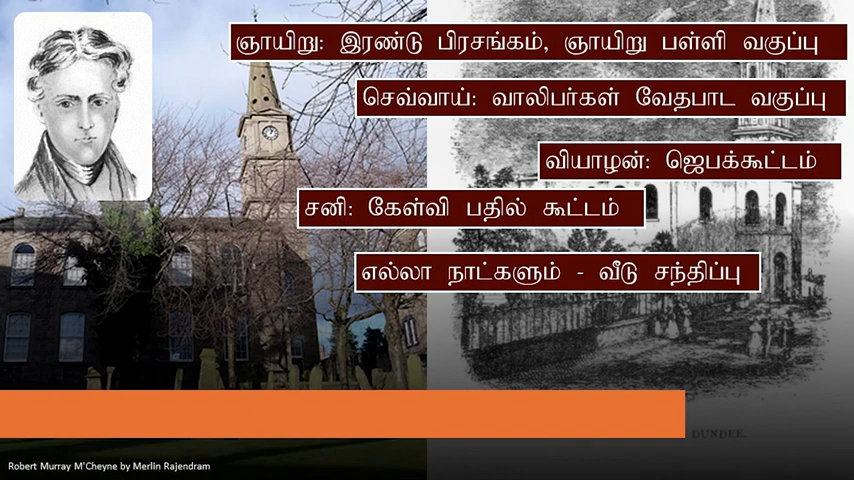 ஞாயிறு: இரண்டு பிரசங்கம், ஞாயிறு பள்ளி வகுப்பு
செவ்வாய்: வாலிபர்கள் வேதபாட வகுப்பு
வியாழன்: ஜெபக்கூட்டம்
சனி: கேள்வி பதில் கூட்டம்
எல்லா நாட்களும் - வீடு சந்திப்பு
DUNDEE.
Robert Murray M'Cheyne by Merlin Rajendram